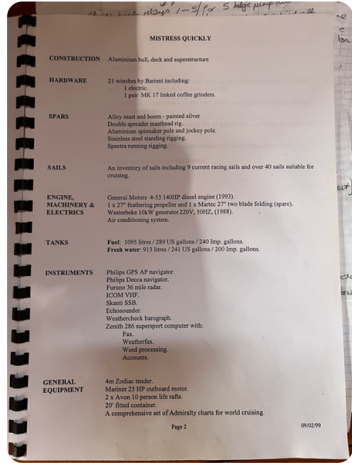 MISTRESS QUICKLY
CONSTRUCTION Aluminium hull, deck and superstructure
HARDWARE 21 winches by Barient including:
1 electric.
1 pair MK 17 linked coffee grinders.
SPARS Alloy mast and boom - painted silver
Double spreader masthead rig.
Aluminium spinnaker pole and jockey pole.
Stainless steel standing rigging.
Spectra running rigging.
SAILS An inventory of sails including 9 current racing sails and over 40 sails suitable for
cruising.
ENGINE, General Motors 4-53 140HP diesel engine (1993).
MACHINERY & 1 x 27" feathering propeller and 1 x Martec 27" two blade folding (spare).
ELECTRICS Westerbeke 10kW generator 220V, 50HZ, (1988).
Air conditioning system.
TANKS Fuel: 1095 litres / 289 US gallons / 240 Imp. gallons.
Fresh water: 913 litres / 241 US gallons / 200 Imp. gallons.
INSTRUMENTS Philips GPS AP navigator.
Philips Decca navigator.
Furuno 36 mile radar.
ICOM VHF.
Skanti SSB.
Echosounder.
Weathercheck barograph.
Zenith 286 supersport computer with:
Fax.
Weatherfax.
Word processing.
Accounts.
GENERAL 4m Zodiac tender.
EQUIPMENT Mariner 25 HP outboard motor.
2 x Avon 10 person life rafts.
20' fitted container.
A comprehensive set of Admiralty charts for world cruising.
Page 2 09/02/99